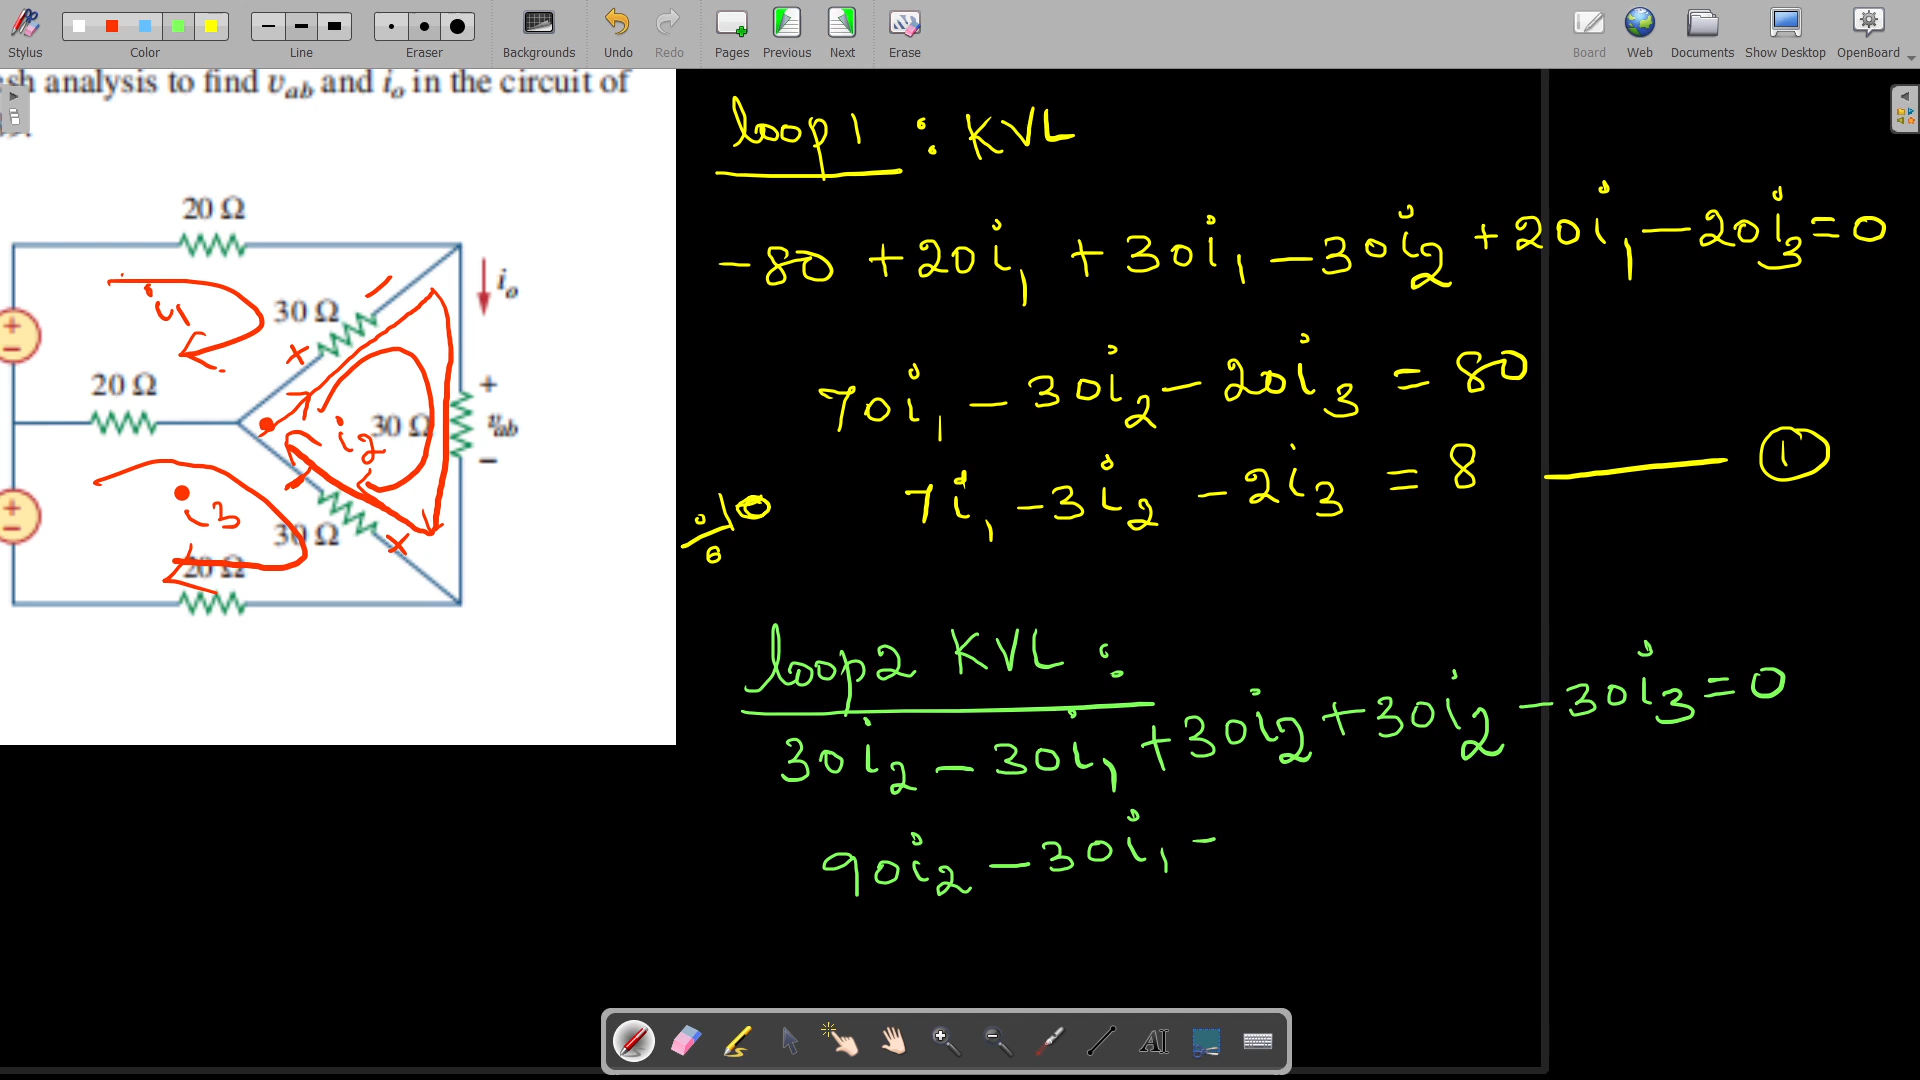 Stylus
Color
Line
Eraser
Backgrounds
Undo
Redo
Pages
Previous
Next
Erase
Board
Web
Documents
Show Desktop
OpenBoard
analysis to find v_ab and i_o in the circuit of
20 Ω
30 Ω
i_o
20 Ω
30 Ω
+
v_ab
−
30 Ω
20 Ω
+
−
+
−
i1
i2
i3
+
−
+
−
loop 1 : KVL
-80 + 20i₁ + 30i₁ - 30i₂ + 20i₁ - 20i₃ = 0
70i₁ - 30i₂ - 20i₃ = 80
7i₁ - 3i₂ - 2i₃ = 8 —— ①
loop2 KVL :
30i₂ - 30i₁ + 30i₂ + 30i₂ - 30i₃ = 0
90i₂ - 30i₁ -
AI